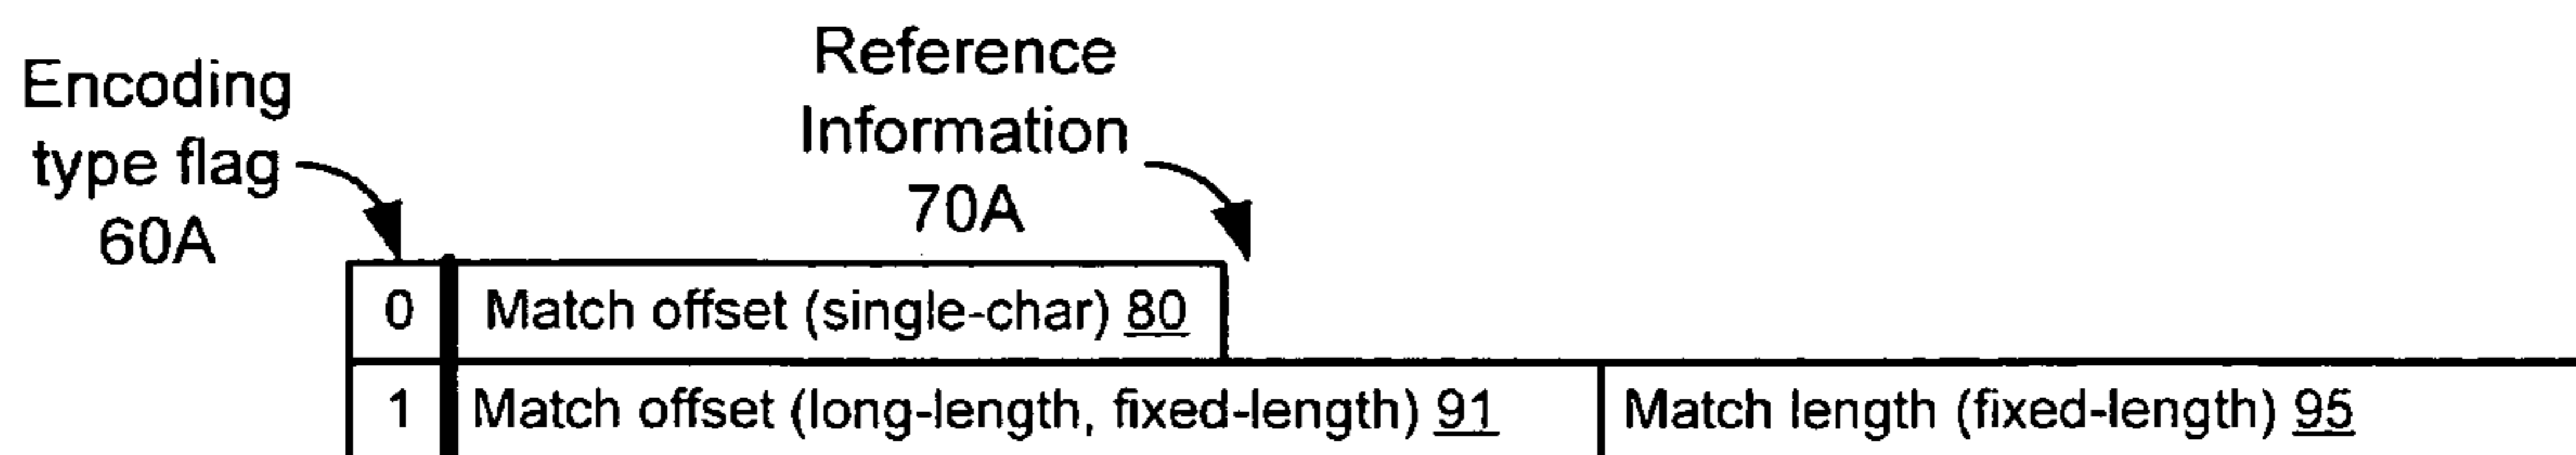 Encoding
type flag
60A
Reference
Information
70A
0 Match offset (single-char) 80
1 Match offset (long-length, fixed-length) 91 Match length (fixed-length) 95